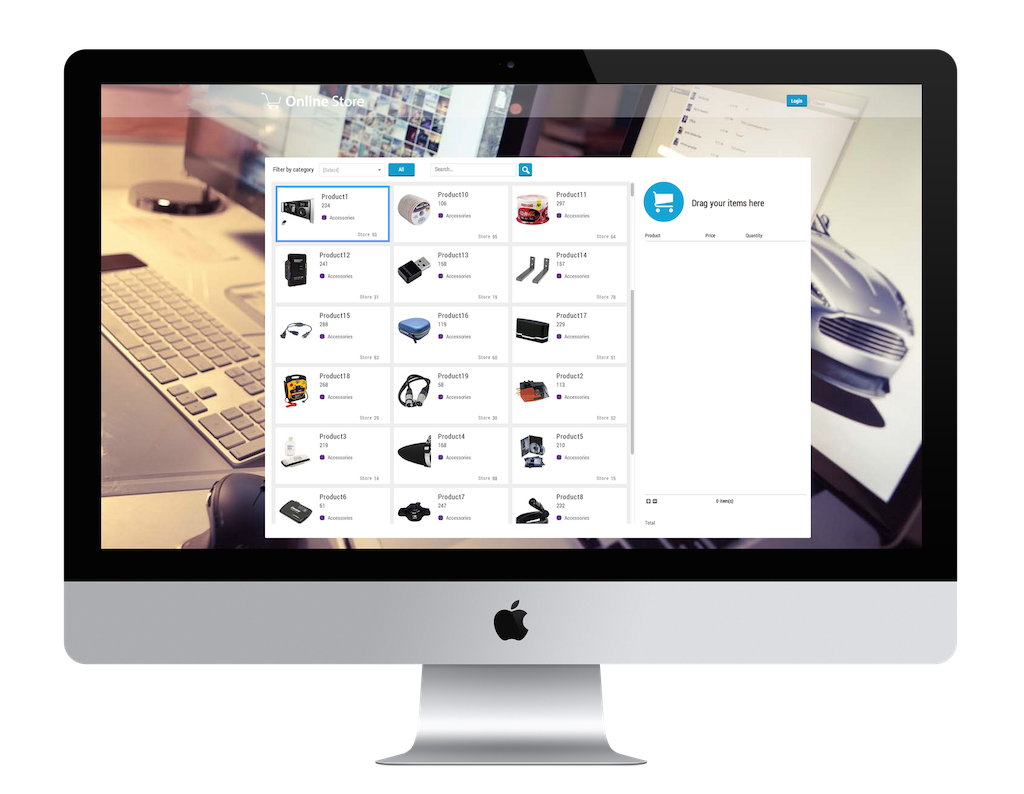 Online Store
Login
Filter by category
[Select]
All
Search...
Drag your items here
Product Price Quantity
Product1
234
Accessories
Store 93
Product10
106
Accessories
Store 65
Product11
297
Accessories
Store 64
Product12
241
Accessories
Store 31
Product13
158
Accessories
Store 19
Product14
157
Accessories
Store 78
Product15
288
Accessories
Store 83
Product16
119
Accessories
Store 60
Product17
229
Accessories
Store 51
Product18
268
Accessories
Store 29
Product19
58
Accessories
Store 30
Product2
113
Accessories
Store 52
Product3
219
Accessories
Store 14
Product4
168
Accessories
Store 88
Product5
210
Accessories
Store 15
Product6
61
Accessories
Product7
247
Accessories
Product8
232
Accessories
0 item(s)
Total